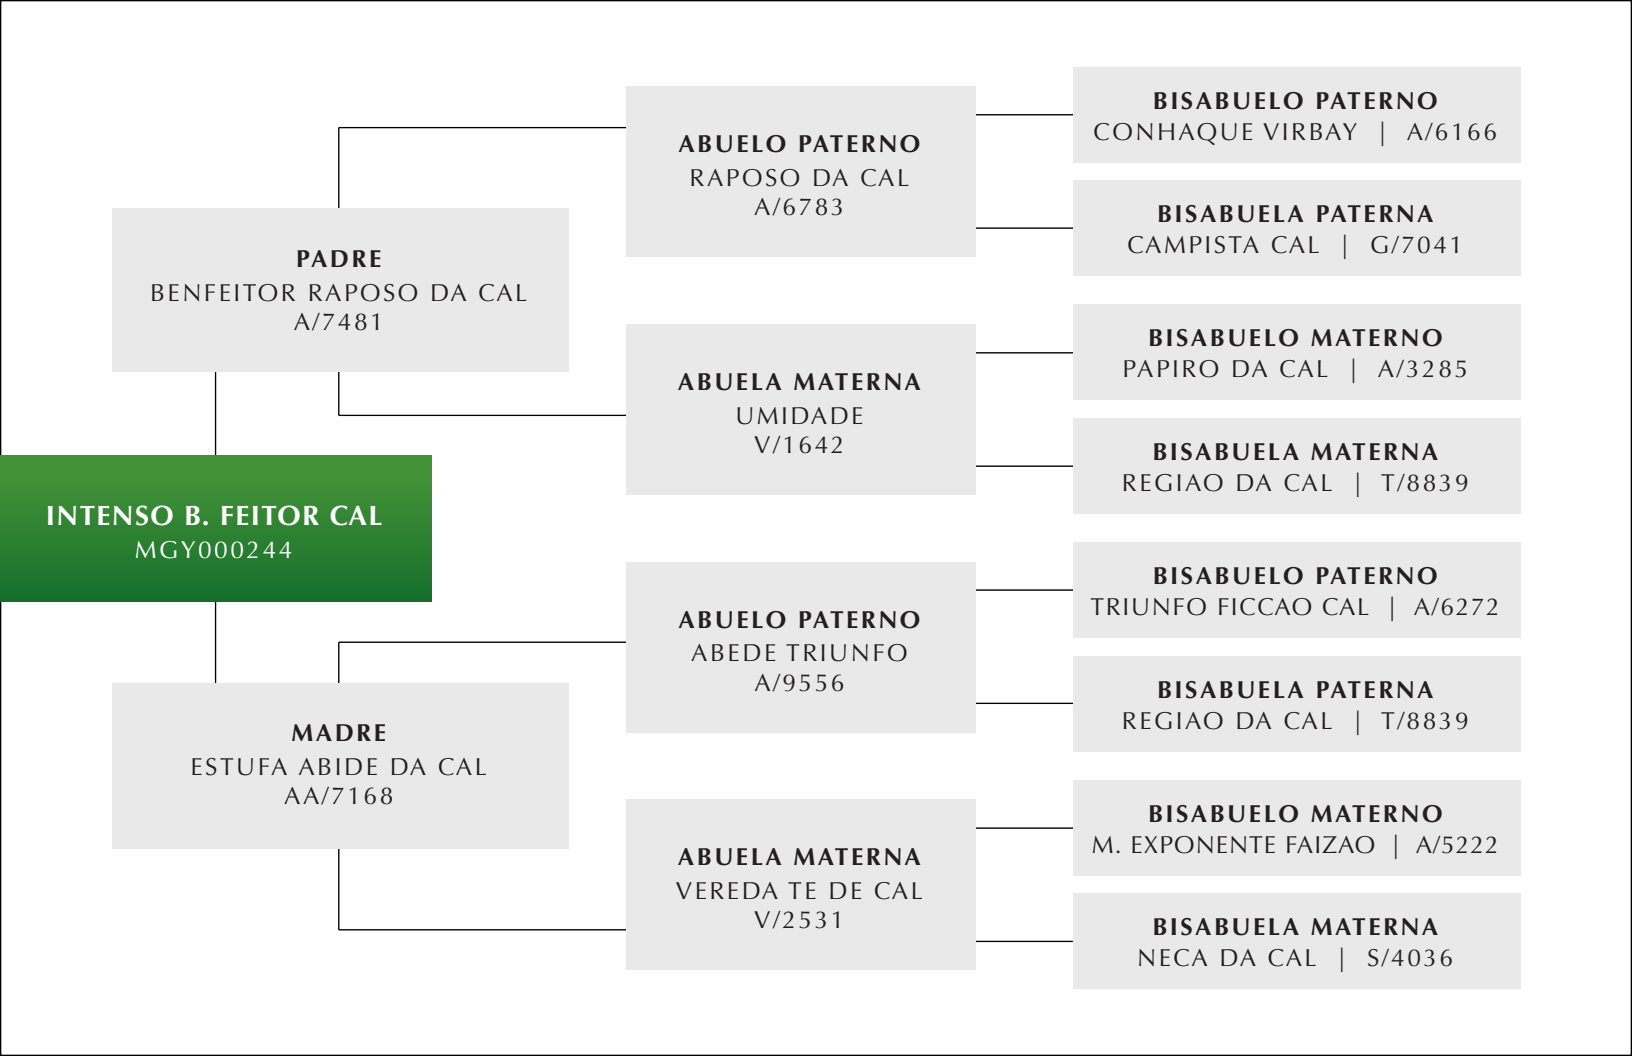 INTENSO B. FEITOR CAL
MGY000244
PADRE
BENFEITOR RAPOSO DA CAL
A/7481
MADRE
ESTUFA ABIDE DA CAL
AA/7168
ABUELO PATERNO
RAPOSO DA CAL
A/6783
ABUELA MATERNA
UMIDADE
V/1642
ABUELO PATERNO
ABEDE TRIUNFO
A/9556
ABUELA MATERNA
VEREDA TE DE CAL
V/2531
BISABUELO PATERNO
CONHAQUE VIRBAY | A/6166
BISABUELA PATERNA
CAMPISTA CAL | G/7041
BISABUELO MATERNO
PAPIRO DA CAL | A/3285
BISABUELA MATERNA
REGIAO DA CAL | T/8839
BISABUELO PATERNO
TRIUNFO FICCAO CAL | A/6272
BISABUELA PATERNA
REGIAO DA CAL | T/8839
BISABUELO MATERNO
M. EXPONENTE FAIZAO | A/5222
BISABUELA MATERNA
NECA DA CAL | S/4036